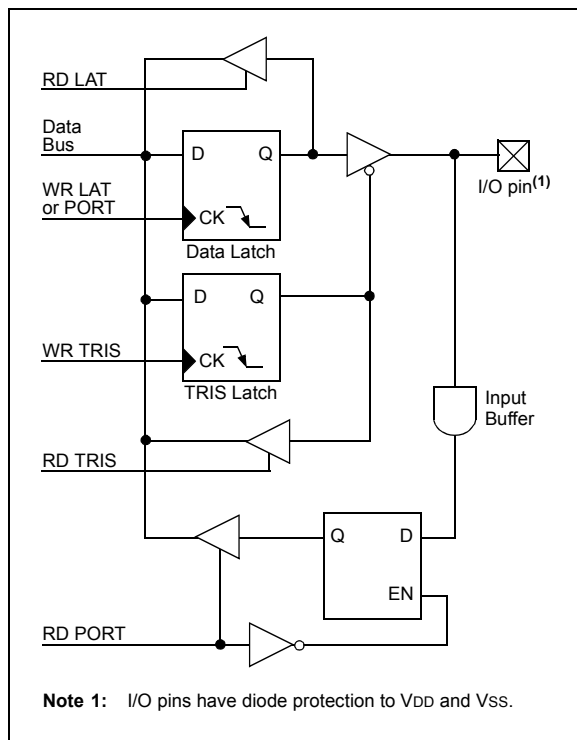 RD LAT
Data
Bus
D Q
I/O pin(1)
WR LAT
or PORT
CK
Data Latch
D Q
WR TRIS
CK
TRIS Latch
Input
Buffer
RD TRIS
Q D
EN
RD PORT
Note 1: I/O pins have diode protection to VDD and VSS.